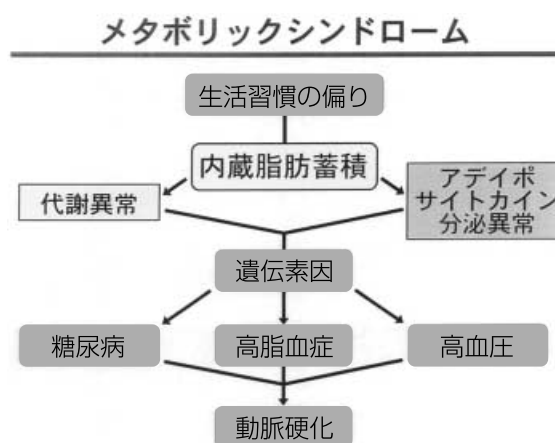 メタボリックシンドローム
生活習慣の偏り
内蔵脂肪蓄積
代謝異常
アデイポ
サイトカイン
分泌異常
遺伝素因
糖尿病
高脂血症
高血圧
動脈硬化